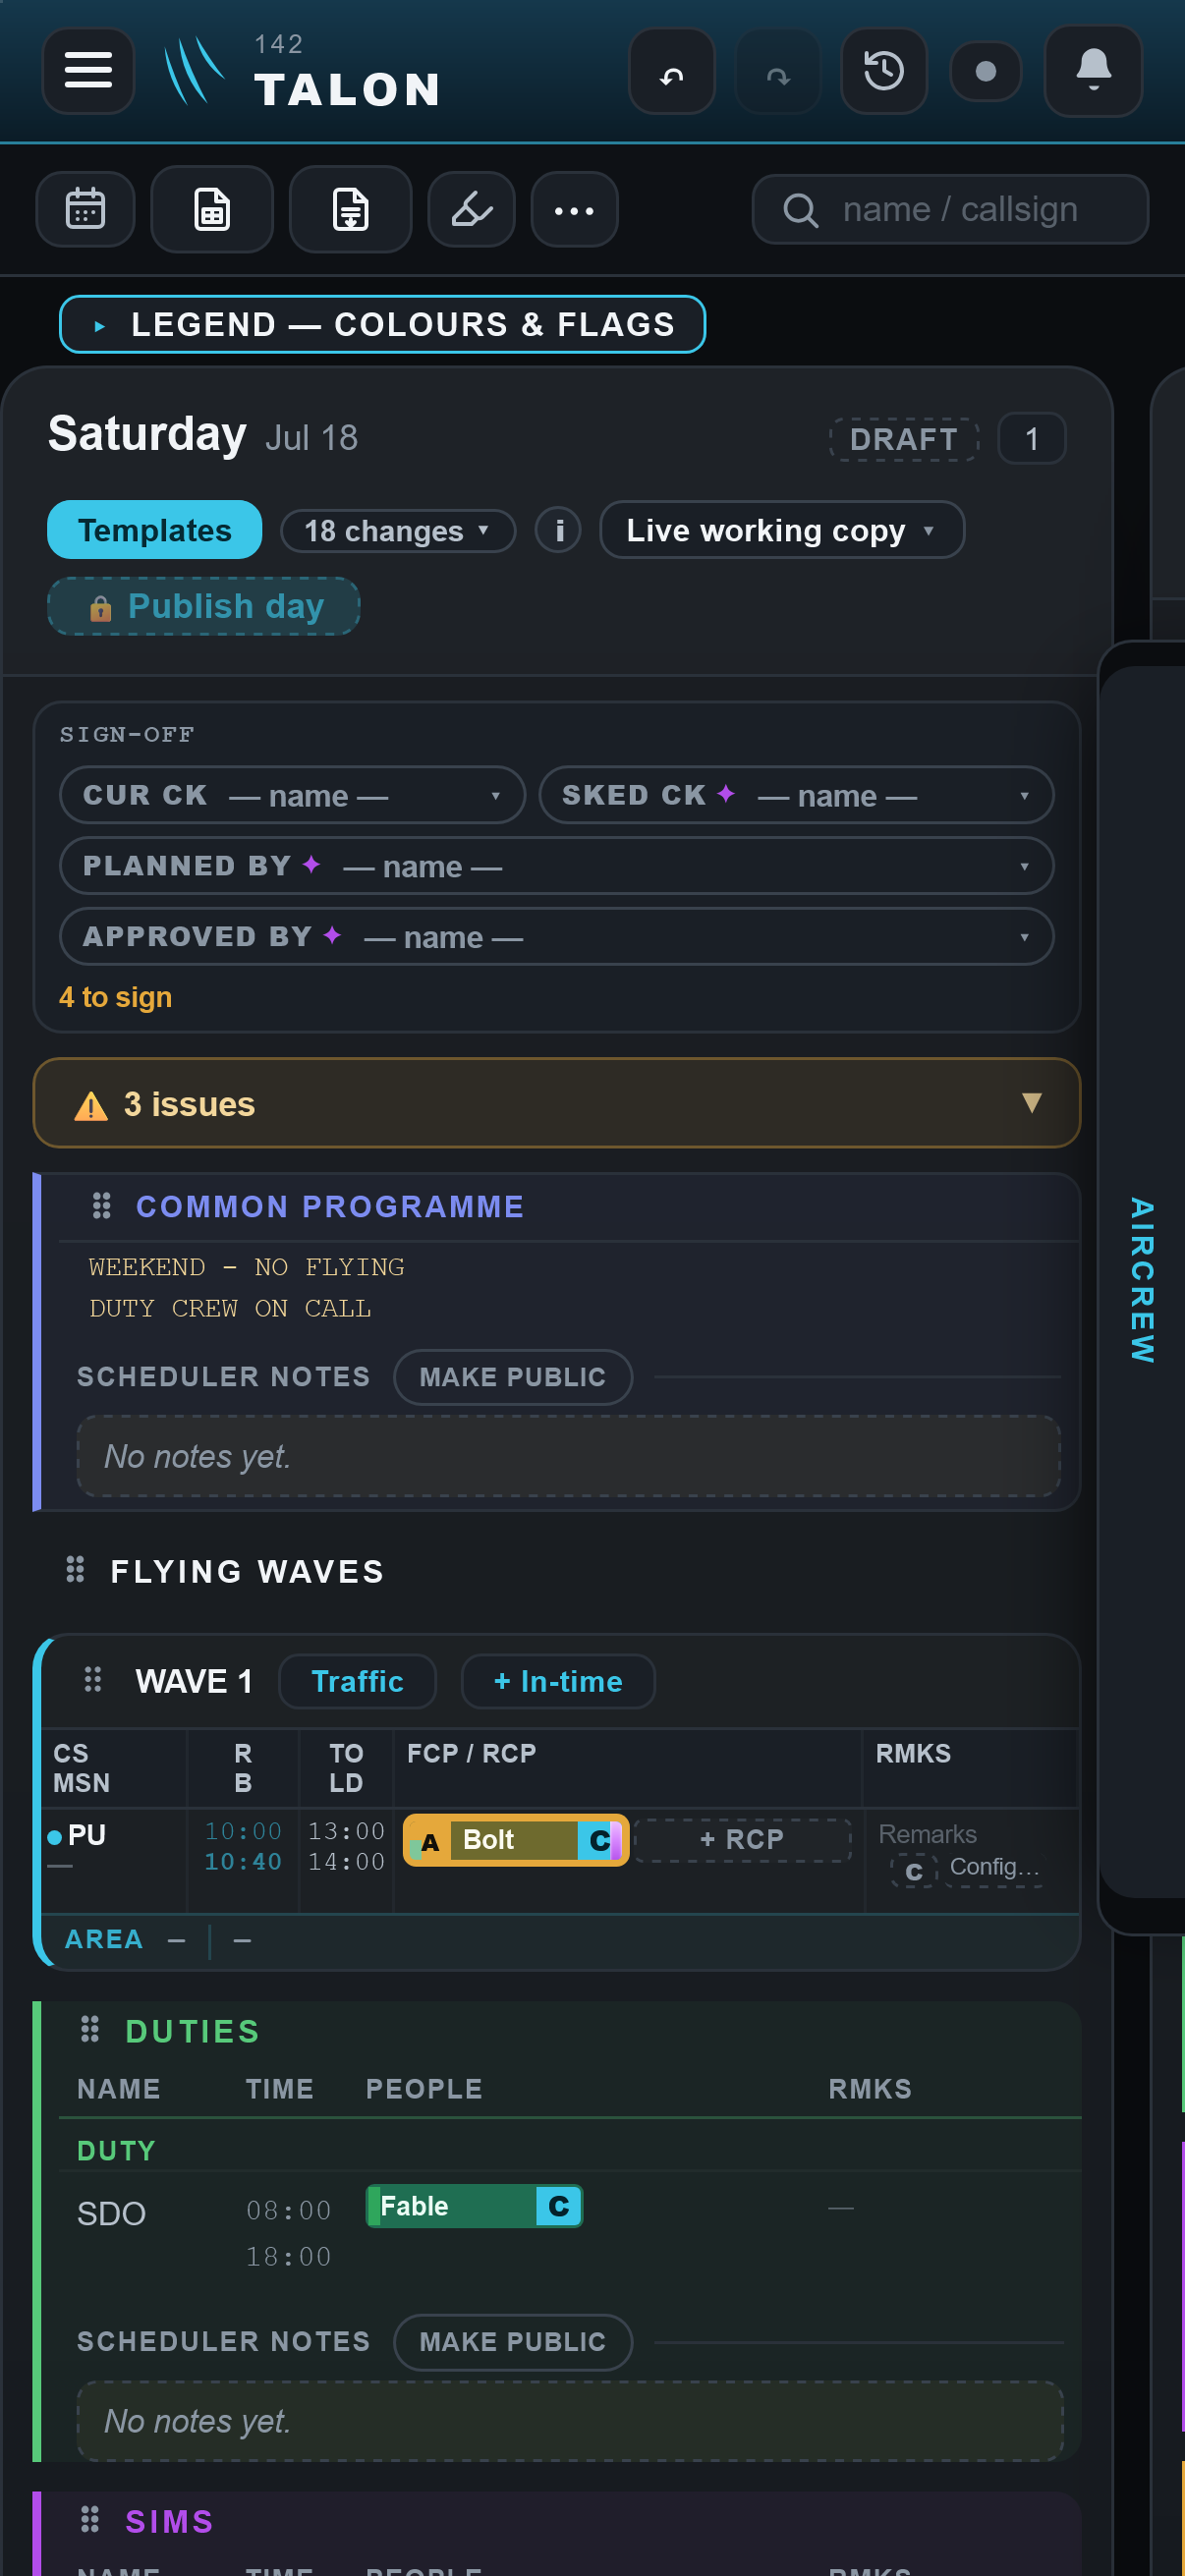 142
TALON
name / callsign
LEGEND — COLOURS & FLAGS
Saturday Jul 18 DRAFT 1
Templates 18 changes i Live working copy
Publish day
SIGN-OFF
CUR CK — name — SKED CK — name —
PLANNED BY — name —
APPROVED BY — name —
4 to sign
3 issues
COMMON PROGRAMME
WEEKEND – NO FLYING
DUTY CREW ON CALL
SCHEDULER NOTES MAKE PUBLIC
No notes yet.
AIRCREW
FLYING WAVES
WAVE 1 Traffic + In-time
CS R TO FCP / RCP RMKS
MSN B LD
PU 10:00 13:00 A Bolt C + RCP Remarks
— 10:40 14:00 C Config…
AREA – –
DUTIES
NAME TIME PEOPLE RMKS
DUTY
SDO 08:00 Fable C —
18:00
SCHEDULER NOTES MAKE PUBLIC
No notes yet.
SIMS
NAME TIME PEOPLE RMKS